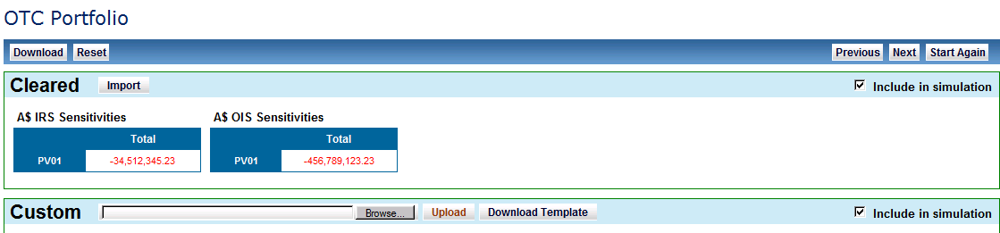 OTC Portfolio
Download Reset Previous Next Start Again
Cleared Import Include in simulation
A$ IRS Sensitivities A$ OIS Sensitivities
Total Total
PV01 -34,512,345.23 PV01 -456,789,123.23
Custom Browse... Upload Download Template Include in simulation